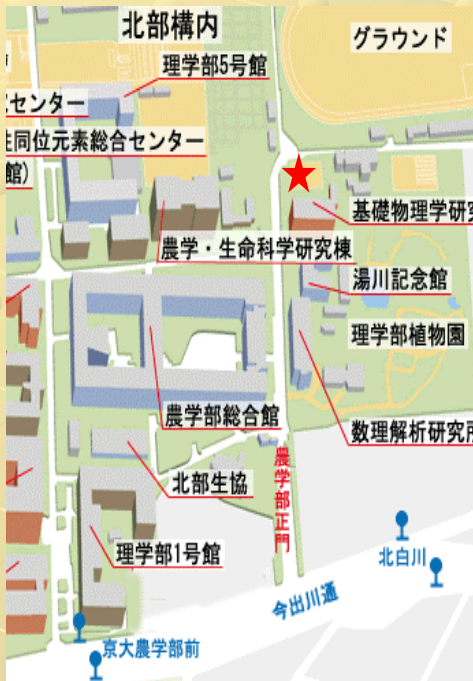 北部構内
グラウンド
理学部5号館
センター
性同位元素総合センター
館)
基礎物理学研究
農学・生命科学研究棟
湯川記念館
理学部植物園
農学部総合館
数理解析研究所
北部生協
農学部正門
理学部1号館
北白川
今出川通
京大農学部前